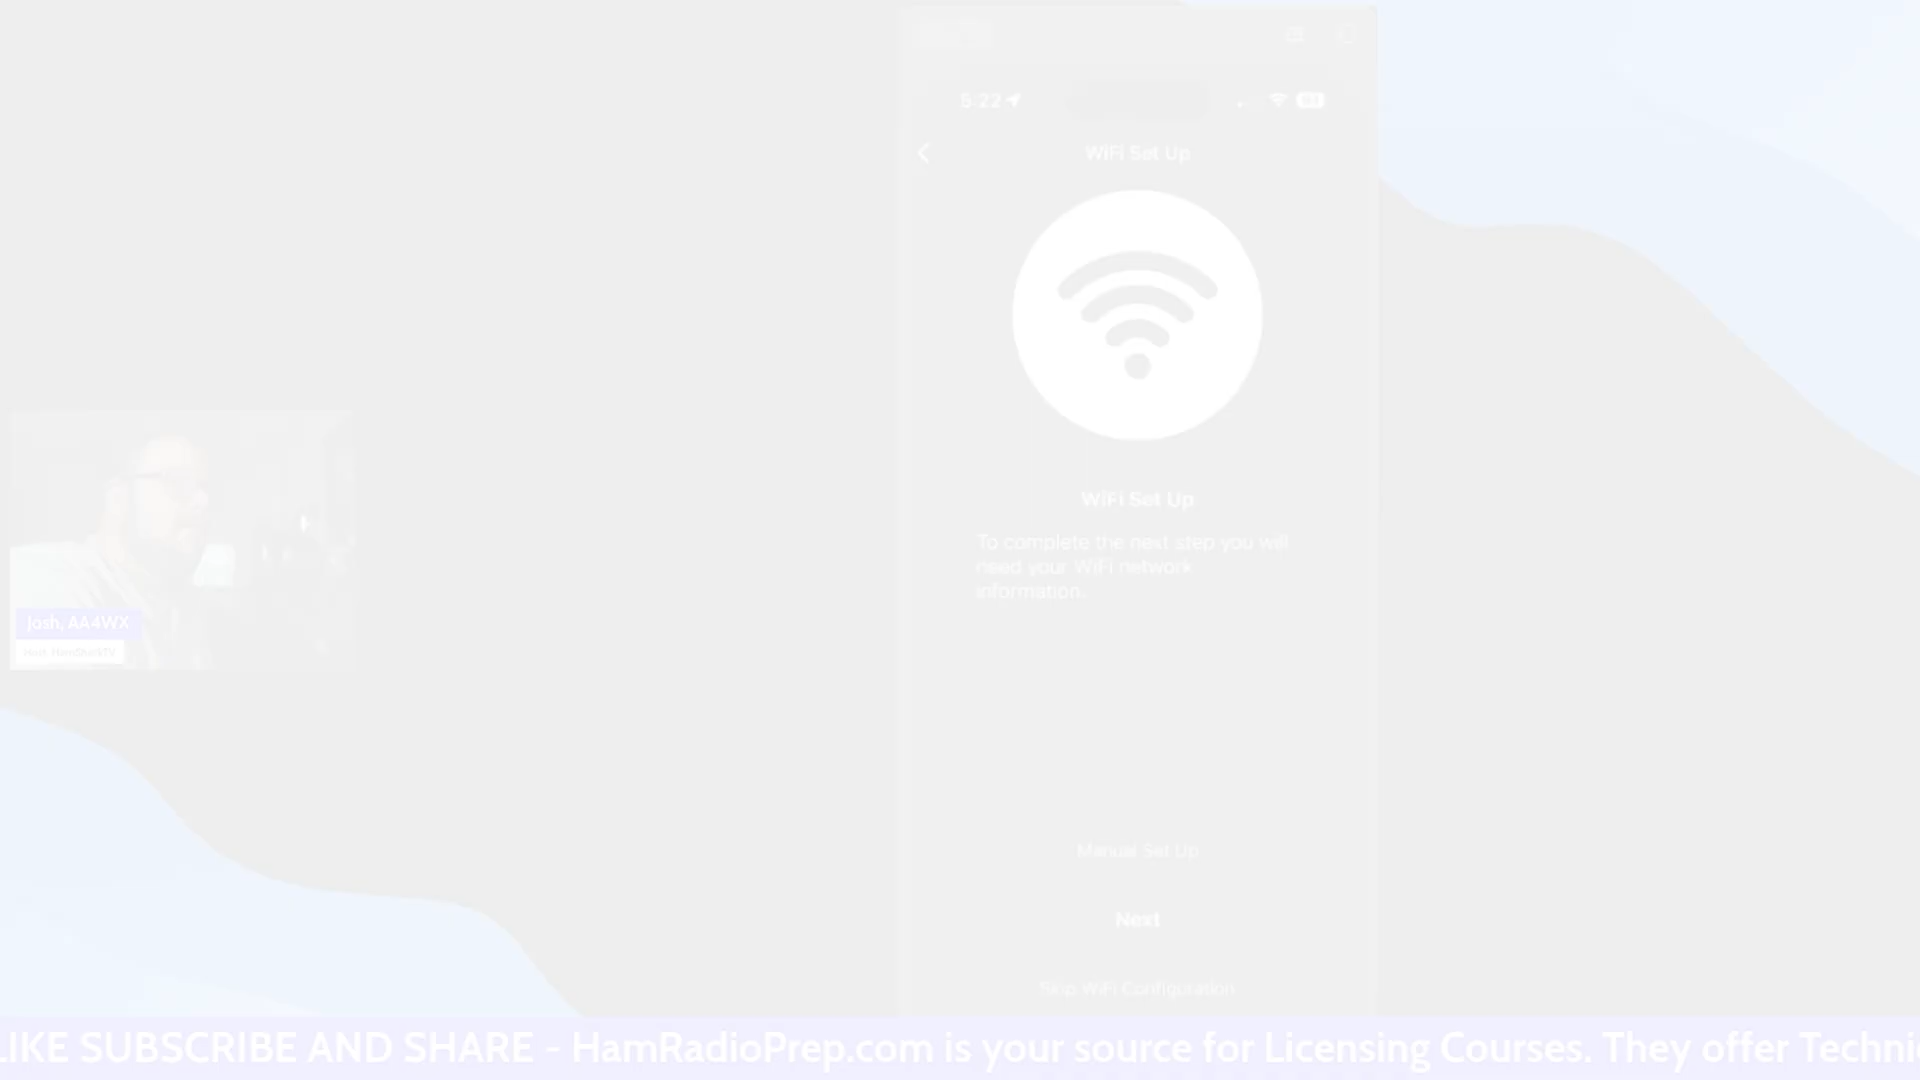 5:22
WiFi Set Up
WiFi Set Up
To complete the next step you will
need your WiFi network
information.
Josh, AA4WX
Host, HamShackTV
Manual Set Up
Next
Skip WiFi Configuration
LIKE SUBSCRIBE AND SHARE - HamRadioPrep.com is your source for Licensing Courses. They offer Techni